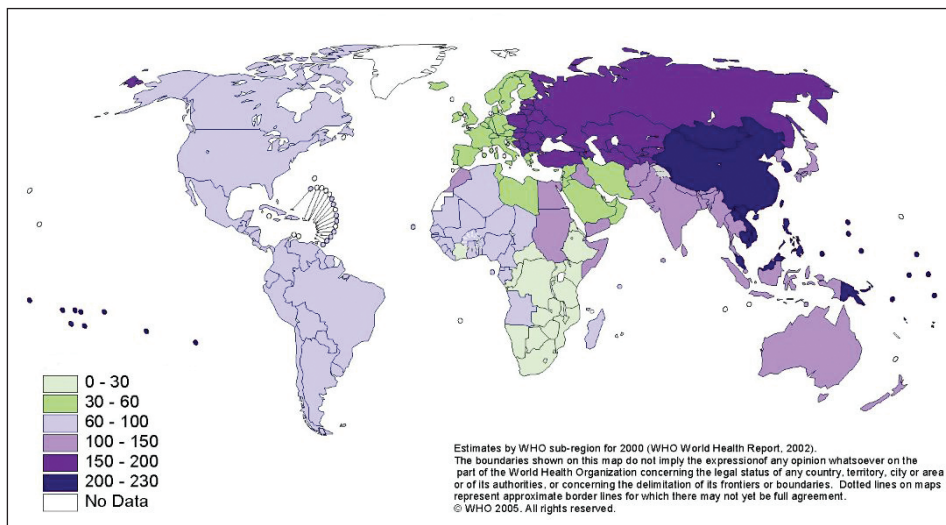 0 - 30
30 - 60
60 - 100
100 - 150
150 - 200
200 - 230
No Data
Estimates by WHO sub-region for 2000 (WHO World Health Report, 2002).
The boundaries shown on this map do not imply the expressionof any opinion whatsoever on the
part of the World Health Organization concerning the legal status of any country, territory, city or area
or of its authorities, or concerning the delimitation of its frontiers or boundaries. Dotted lines on maps
represent approximate border lines for which there may not yet be full agreement.
© WHO 2005. All rights reserved.